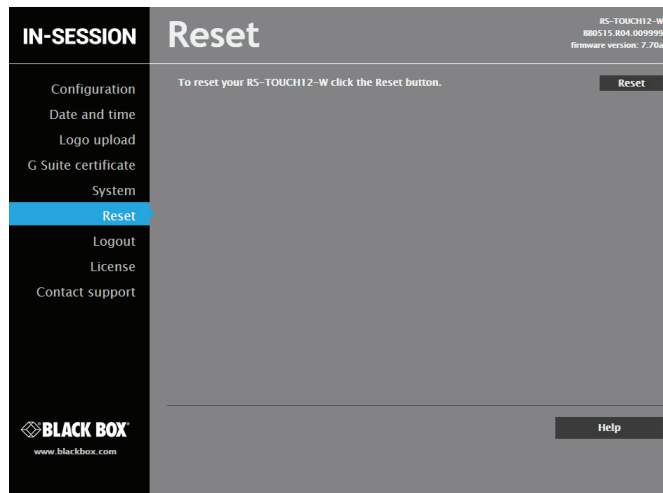 IN-SESSION
Reset
RS-TOUCH12-W
BB0515.R04.009999
firmware version: 7.70a
Configuration
Date and time
Logo upload
G Suite certificate
System
Reset
Logout
License
Contact support
To reset your RS-TOUCH12-W click the Reset button.
Reset
BLACK BOX®
www.blackbox.com
Help